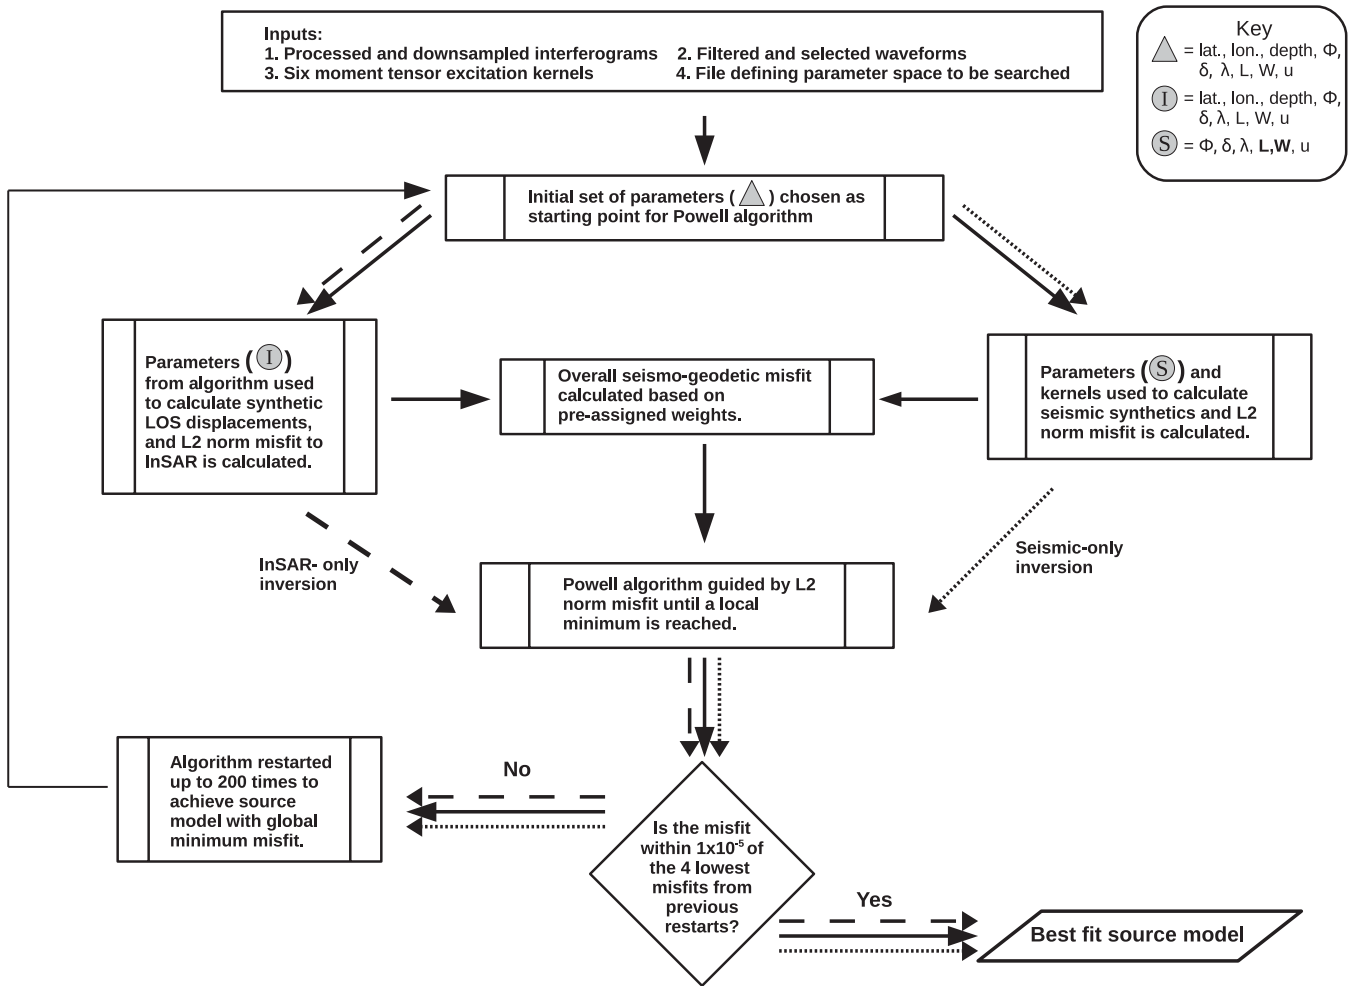 Inputs:
1. Processed and downsampled interferograms 2. Filtered and selected waveforms
3. Six moment tensor excitation kernels 4. File defining parameter space to be searched
Key
= lat., lon., depth, Φ,
δ, λ, L, W, u
I = lat., lon., depth, Φ,
δ, λ, L, W, u
S = Φ, δ, λ, L,W, u
Initial set of parameters ( ) chosen as
starting point for Powell algorithm
Parameters ( I )
from algorithm used
to calculate synthetic
LOS displacements,
and L2 norm misfit to
InSAR is calculated.
Overall seismo-geodetic misfit
calculated based on
pre-assigned weights.
Parameters ( S ) and
kernels used to calculate
seismic synthetics and L2
norm misfit is calculated.
InSAR- only
inversion
Seismic-only
inversion
Powell algorithm guided by L2
norm misfit until a local
minimum is reached.
Algorithm restarted
up to 200 times to
achieve source
model with global
minimum misfit.
No
Is the misfit
within 1x10⁻⁵ of
the 4 lowest
misfits from
previous
restarts?
Yes
Best fit source model